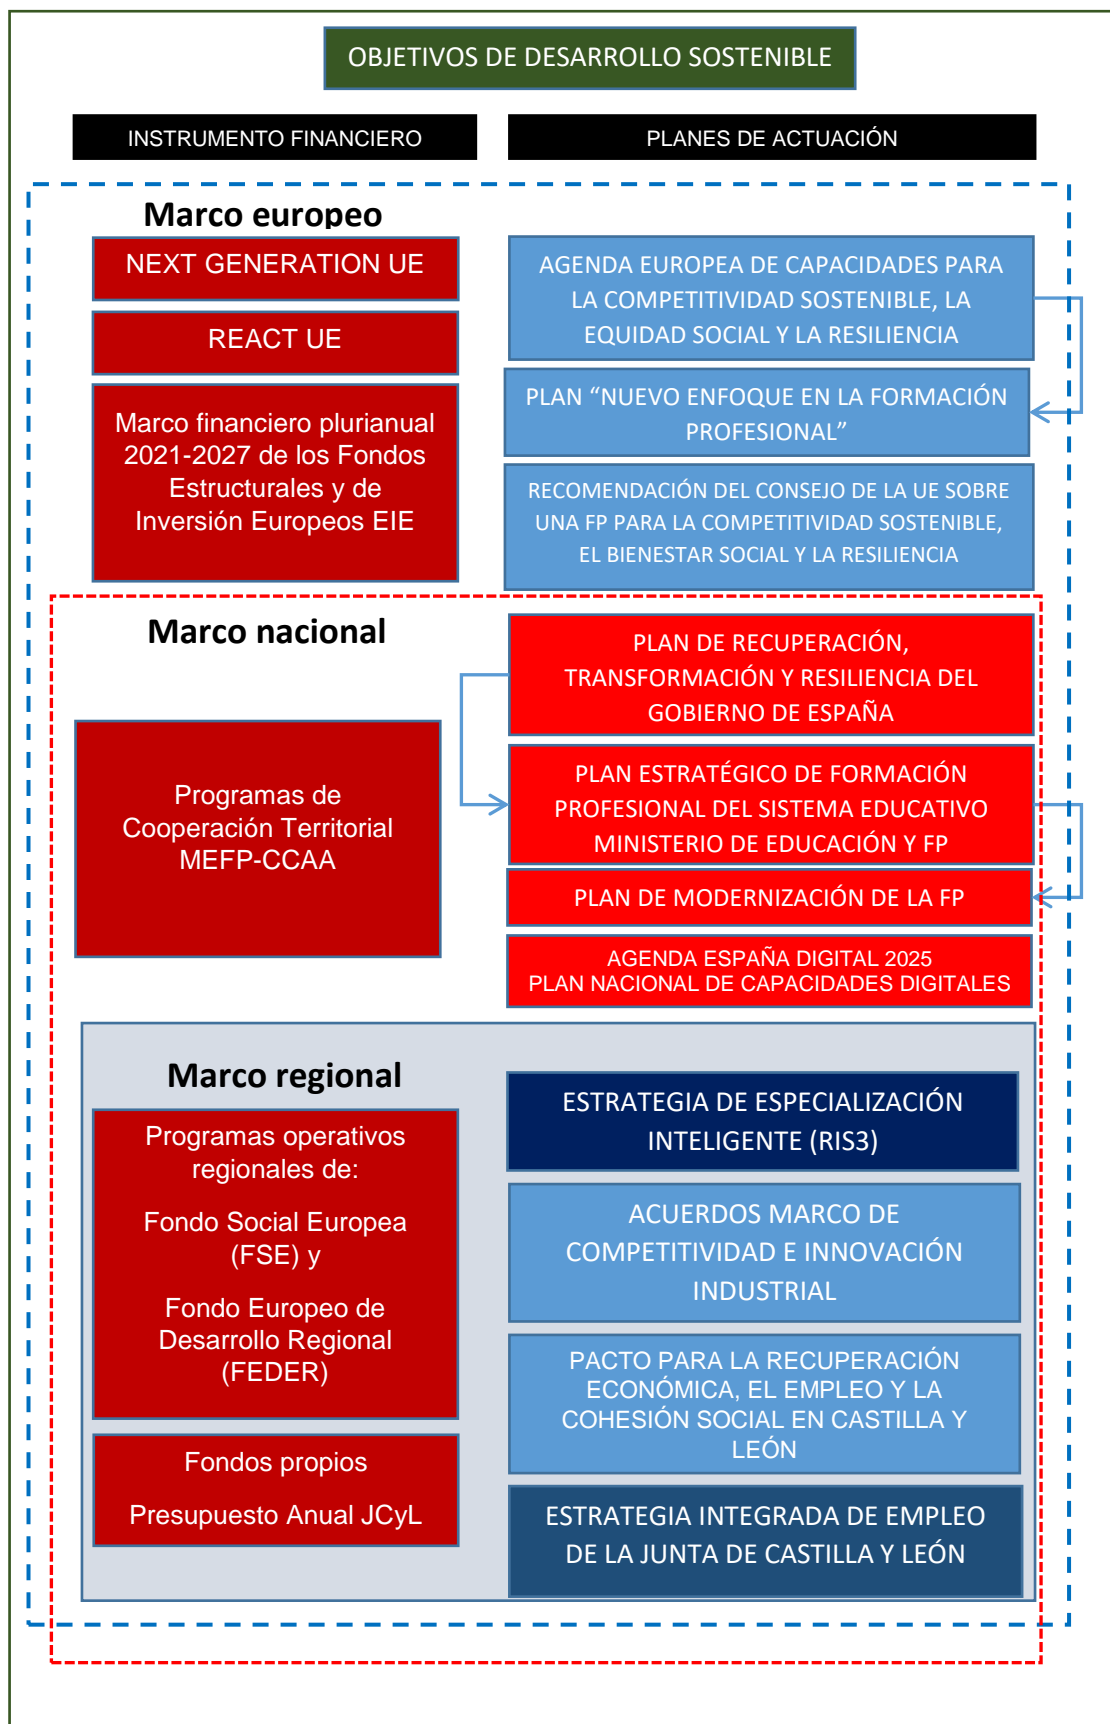 OBJETIVOS DE DESARROLLO SOSTENIBLE
INSTRUMENTO FINANCIERO
PLANES DE ACTUACIÓN
Marco europeo
NEXT GENERATION UE
REACT UE
Marco financiero plurianual
2021-2027 de los Fondos
Estructurales y de
Inversión Europeos EIE
AGENDA EUROPEA DE CAPACIDADES PARA
LA COMPETITIVIDAD SOSTENIBLE, LA
EQUIDAD SOCIAL Y LA RESILIENCIA
PLAN “NUEVO ENFOQUE EN LA FORMACIÓN
PROFESIONAL”
RECOMENDACIÓN DEL CONSEJO DE LA UE SOBRE
UNA FP PARA LA COMPETITIVIDAD SOSTENIBLE,
EL BIENESTAR SOCIAL Y LA RESILIENCIA
Marco nacional
Programas de
Cooperación Territorial
MEFP-CCAA
PLAN DE RECUPERACIÓN,
TRANSFORMACIÓN Y RESILIENCIA DEL
GOBIERNO DE ESPAÑA
PLAN ESTRATÉGICO DE FORMACIÓN
PROFESIONAL DEL SISTEMA EDUCATIVO
MINISTERIO DE EDUCACIÓN Y FP
PLAN DE MODERNIZACIÓN DE LA FP
AGENDA ESPAÑA DIGITAL 2025
PLAN NACIONAL DE CAPACIDADES DIGITALES
Marco regional
Programas operativos
regionales de:
Fondo Social Europea
(FSE) y
Fondo Europeo de
Desarrollo Regional
(FEDER)
Fondos propios
Presupuesto Anual JCyL
ESTRATEGIA DE ESPECIALIZACIÓN
INTELIGENTE (RIS3)
ACUERDOS MARCO DE
COMPETITIVIDAD E INNOVACIÓN
INDUSTRIAL
PACTO PARA LA RECUPERACIÓN
ECONÓMICA, EL EMPLEO Y LA
COHESIÓN SOCIAL EN CASTILLA Y
LEÓN
ESTRATEGIA INTEGRADA DE EMPLEO
DE LA JUNTA DE CASTILLA Y LEÓN